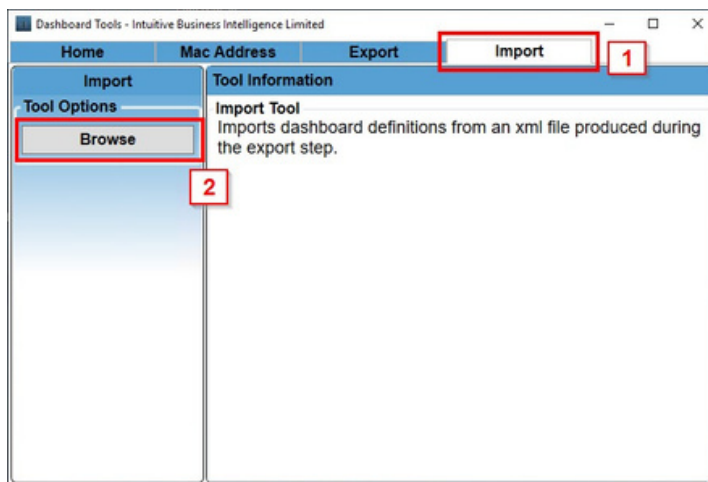 Dashboard Tools - Intuitive Business Intelligence Limited
Home Mac Address Export Import
1
Import Tool Information
Tool Options
Import Tool
Browse
Imports dashboard definitions from an xml file produced during
the export step.
2